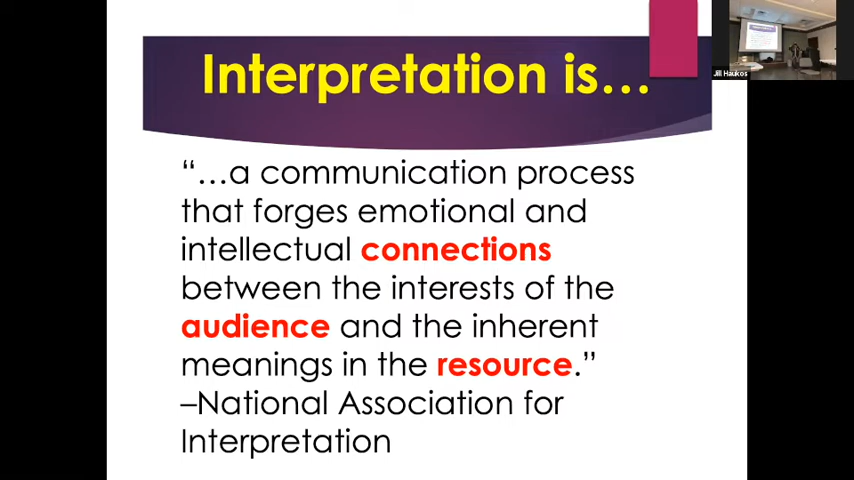 Interpretation is...
“...a communication process
that forges emotional and
intellectual connections
between the interests of the
audience and the inherent
meanings in the resource.”
–National Association for
Interpretation
Jill Haukos